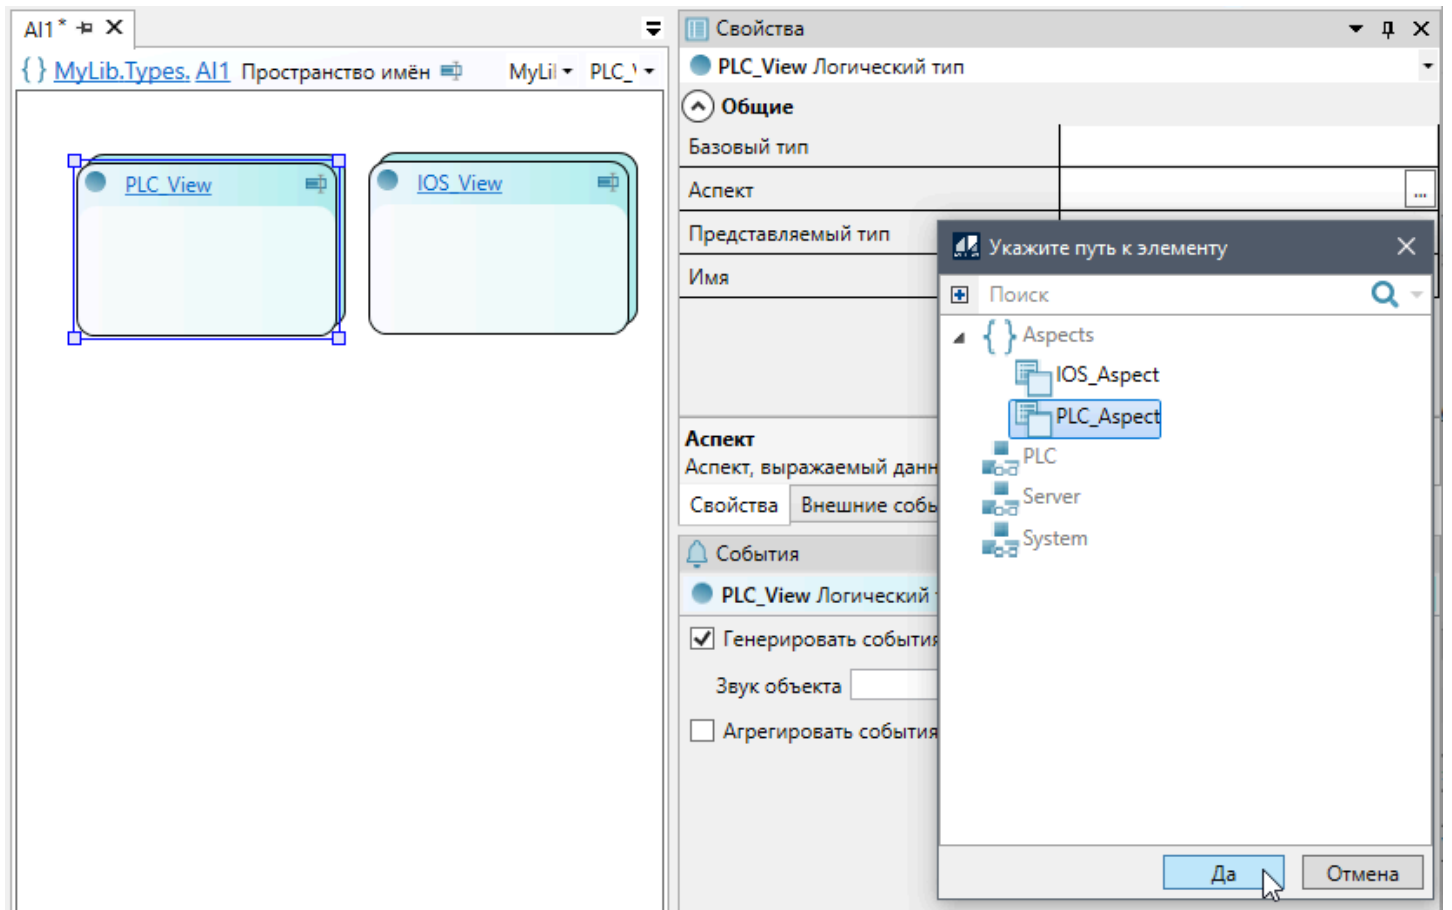 AI1*
MyLib.Types. AI1 Пространство имён MyLil PLC_\
PLC_View
IOS_View
Свойства
PLC_View Логический тип
Общие
Базовый тип
Аспект ...
Представляемый тип
Имя
Аспект
Аспект, выражаемый данн
Свойства Внешние собы
События
PLC_View Логический
Генерировать события
Звук объекта
Агрегировать события
Укажите путь к элементу
Поиск
{ } Aspects
IOS_Aspect
PLC_Aspect
PLC
Server
System
Да Отмена